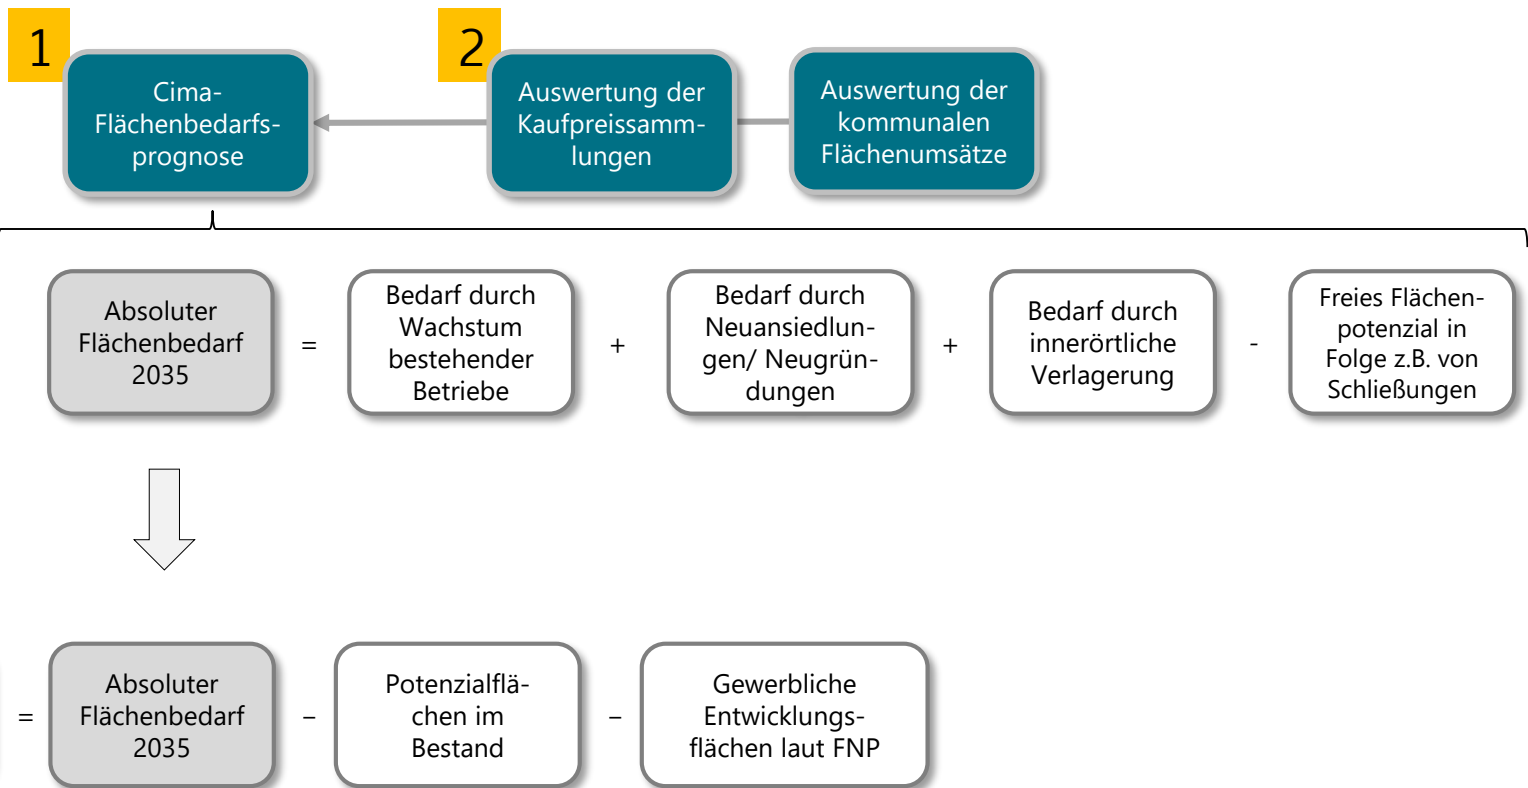 1
Cima-
Flächenbedarfs-
prognose
2
Auswertung der
Kaufpreissamm-
lungen
Auswertung der
kommunalen
Flächenumsätze
Absoluter
Flächenbedarf
2035
=
Bedarf durch
Wachstum
bestehender
Betriebe
+
Bedarf durch
Neuansiedlun-
gen/ Neugrün-
dungen
+
Bedarf durch
innerörtliche
Verlagerung
-
Freies Flächen-
potenzial in
Folge z.B. von
Schließungen
=
Absoluter
Flächenbedarf
2035
–
Potenzialflä-
chen im
Bestand
–
Gewerbliche
Entwicklungs-
flächen laut FNP